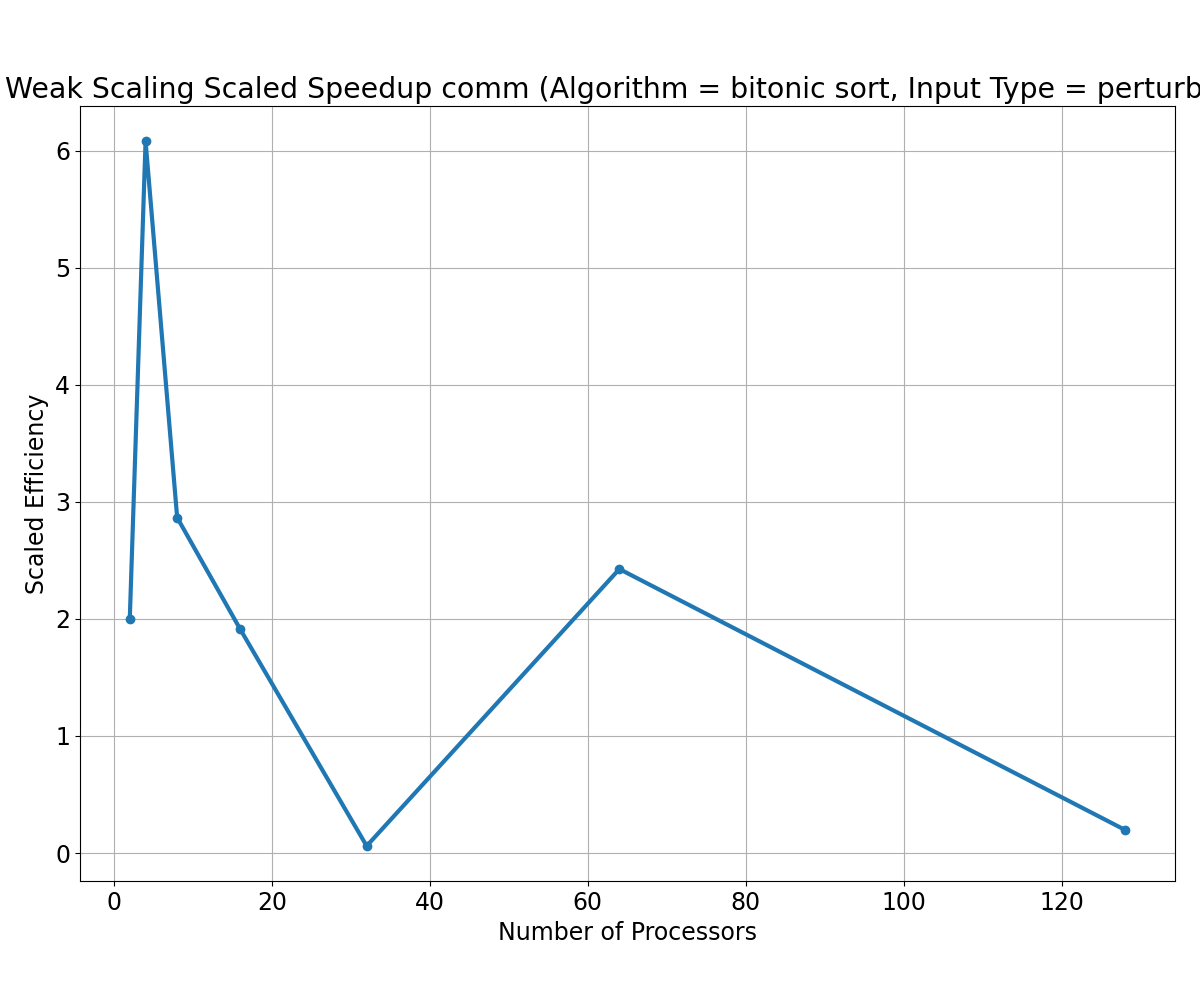 Weak Scaling Scaled Speedup comm (Algorithm = bitonic sort, Input Type = perturb
6
5
4
3
2
1
0
Scaled Efficiency
0 20 40 60 80 100 120
Number of Processors